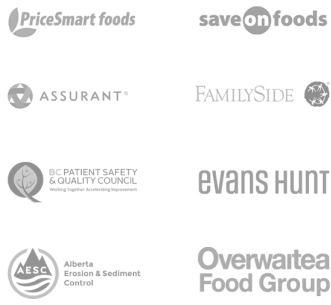 PriceSmart foods
save on foods
ASSURANT®
FAMILYSIDE
BC PATIENT SAFETY
& QUALITY COUNCIL
Working Together. Accelerating Improvement.
evans HUNT
AESC
Alberta
Erosion & Sediment
Control
Overwaitea
Food Group